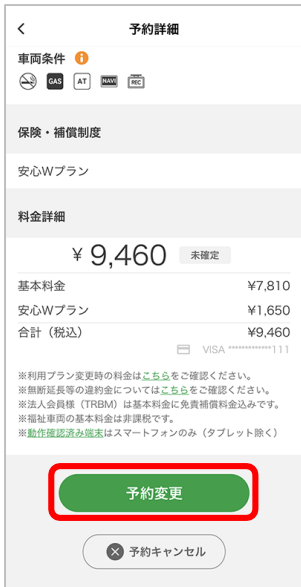 予約詳細
車両条件 i
GAS AT NAVI REC
保険・補償制度
安心Wプラン
料金詳細
¥ 9,460 未確定
基本料金 ¥7,810
安心Wプラン ¥1,650
合計（税込） ¥9,460
VISA *************111
※利用プラン変更時の料金はこちらをご確認ください。
※無断延長等の違約金についてはこちらをご確認ください。
※法人会員様（TRBM）は基本料金に免責補償料金込みです。
※福祉車両の基本料金は非課税です。
※動作確認済み端末はスマートフォンのみ（タブレット除く）
予約変更
予約キャンセル